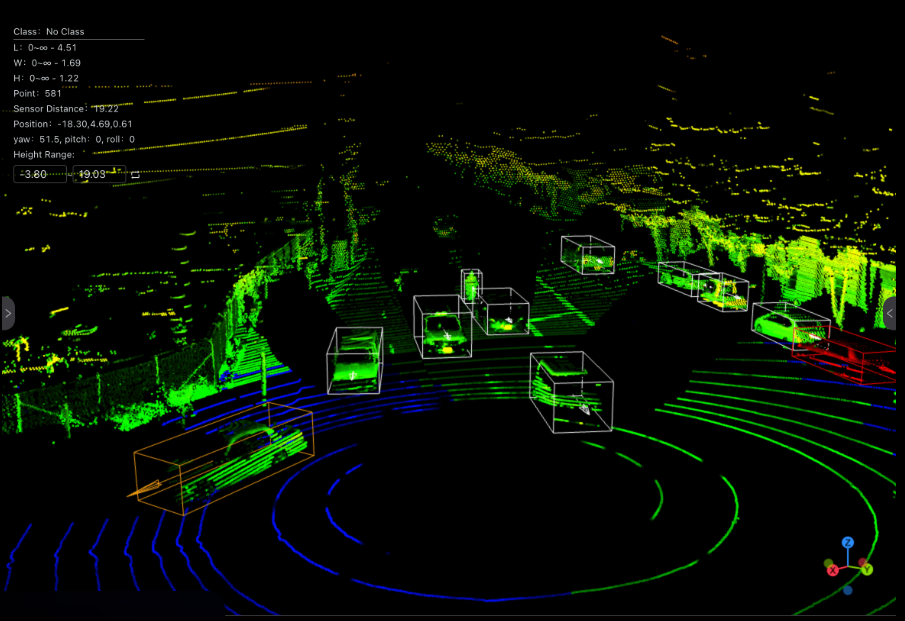 Class: No Class
L: 0~∞ - 4.51
W: 0~∞ - 1.69
H: 0~∞ - 1.22
Point: 581
Sensor Distance: 19.22
Position: -18.30,4.69,0.61
yaw: 51.5, pitch: 0, roll: 0
Height Range:
-3.80 ~ 19.03
Z
X
Y